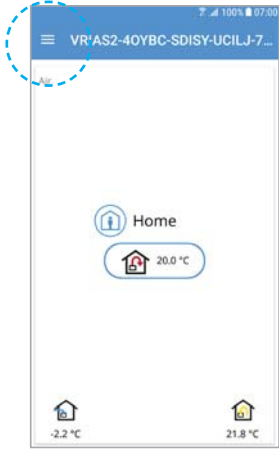 100% 07:00
VR'AS2-4OYBC-SDISY-UCILJ-7...
Air
Home
20.0 °C
-2.2 °C
21.8 °C